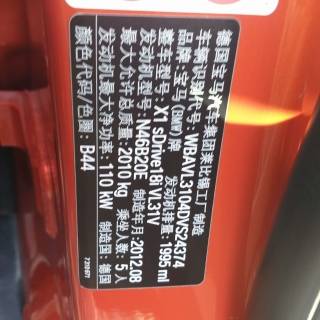 德国宝马汽车集团莱比锡工厂制造
车辆识别代号: WBAVL3104DVS24374
品牌: 宝马(BMW)牌 发动机排量: 1995 ml
整车型号: X1 sDrive18i VL31V
发动机型号: N46B20E 制造年月: 2012.08
最大允许总质量: 2010 kg 乘坐人数: 5人
发动机最大净功率: 110 kW 制造国: 德国
颜色代码/色圈: B44